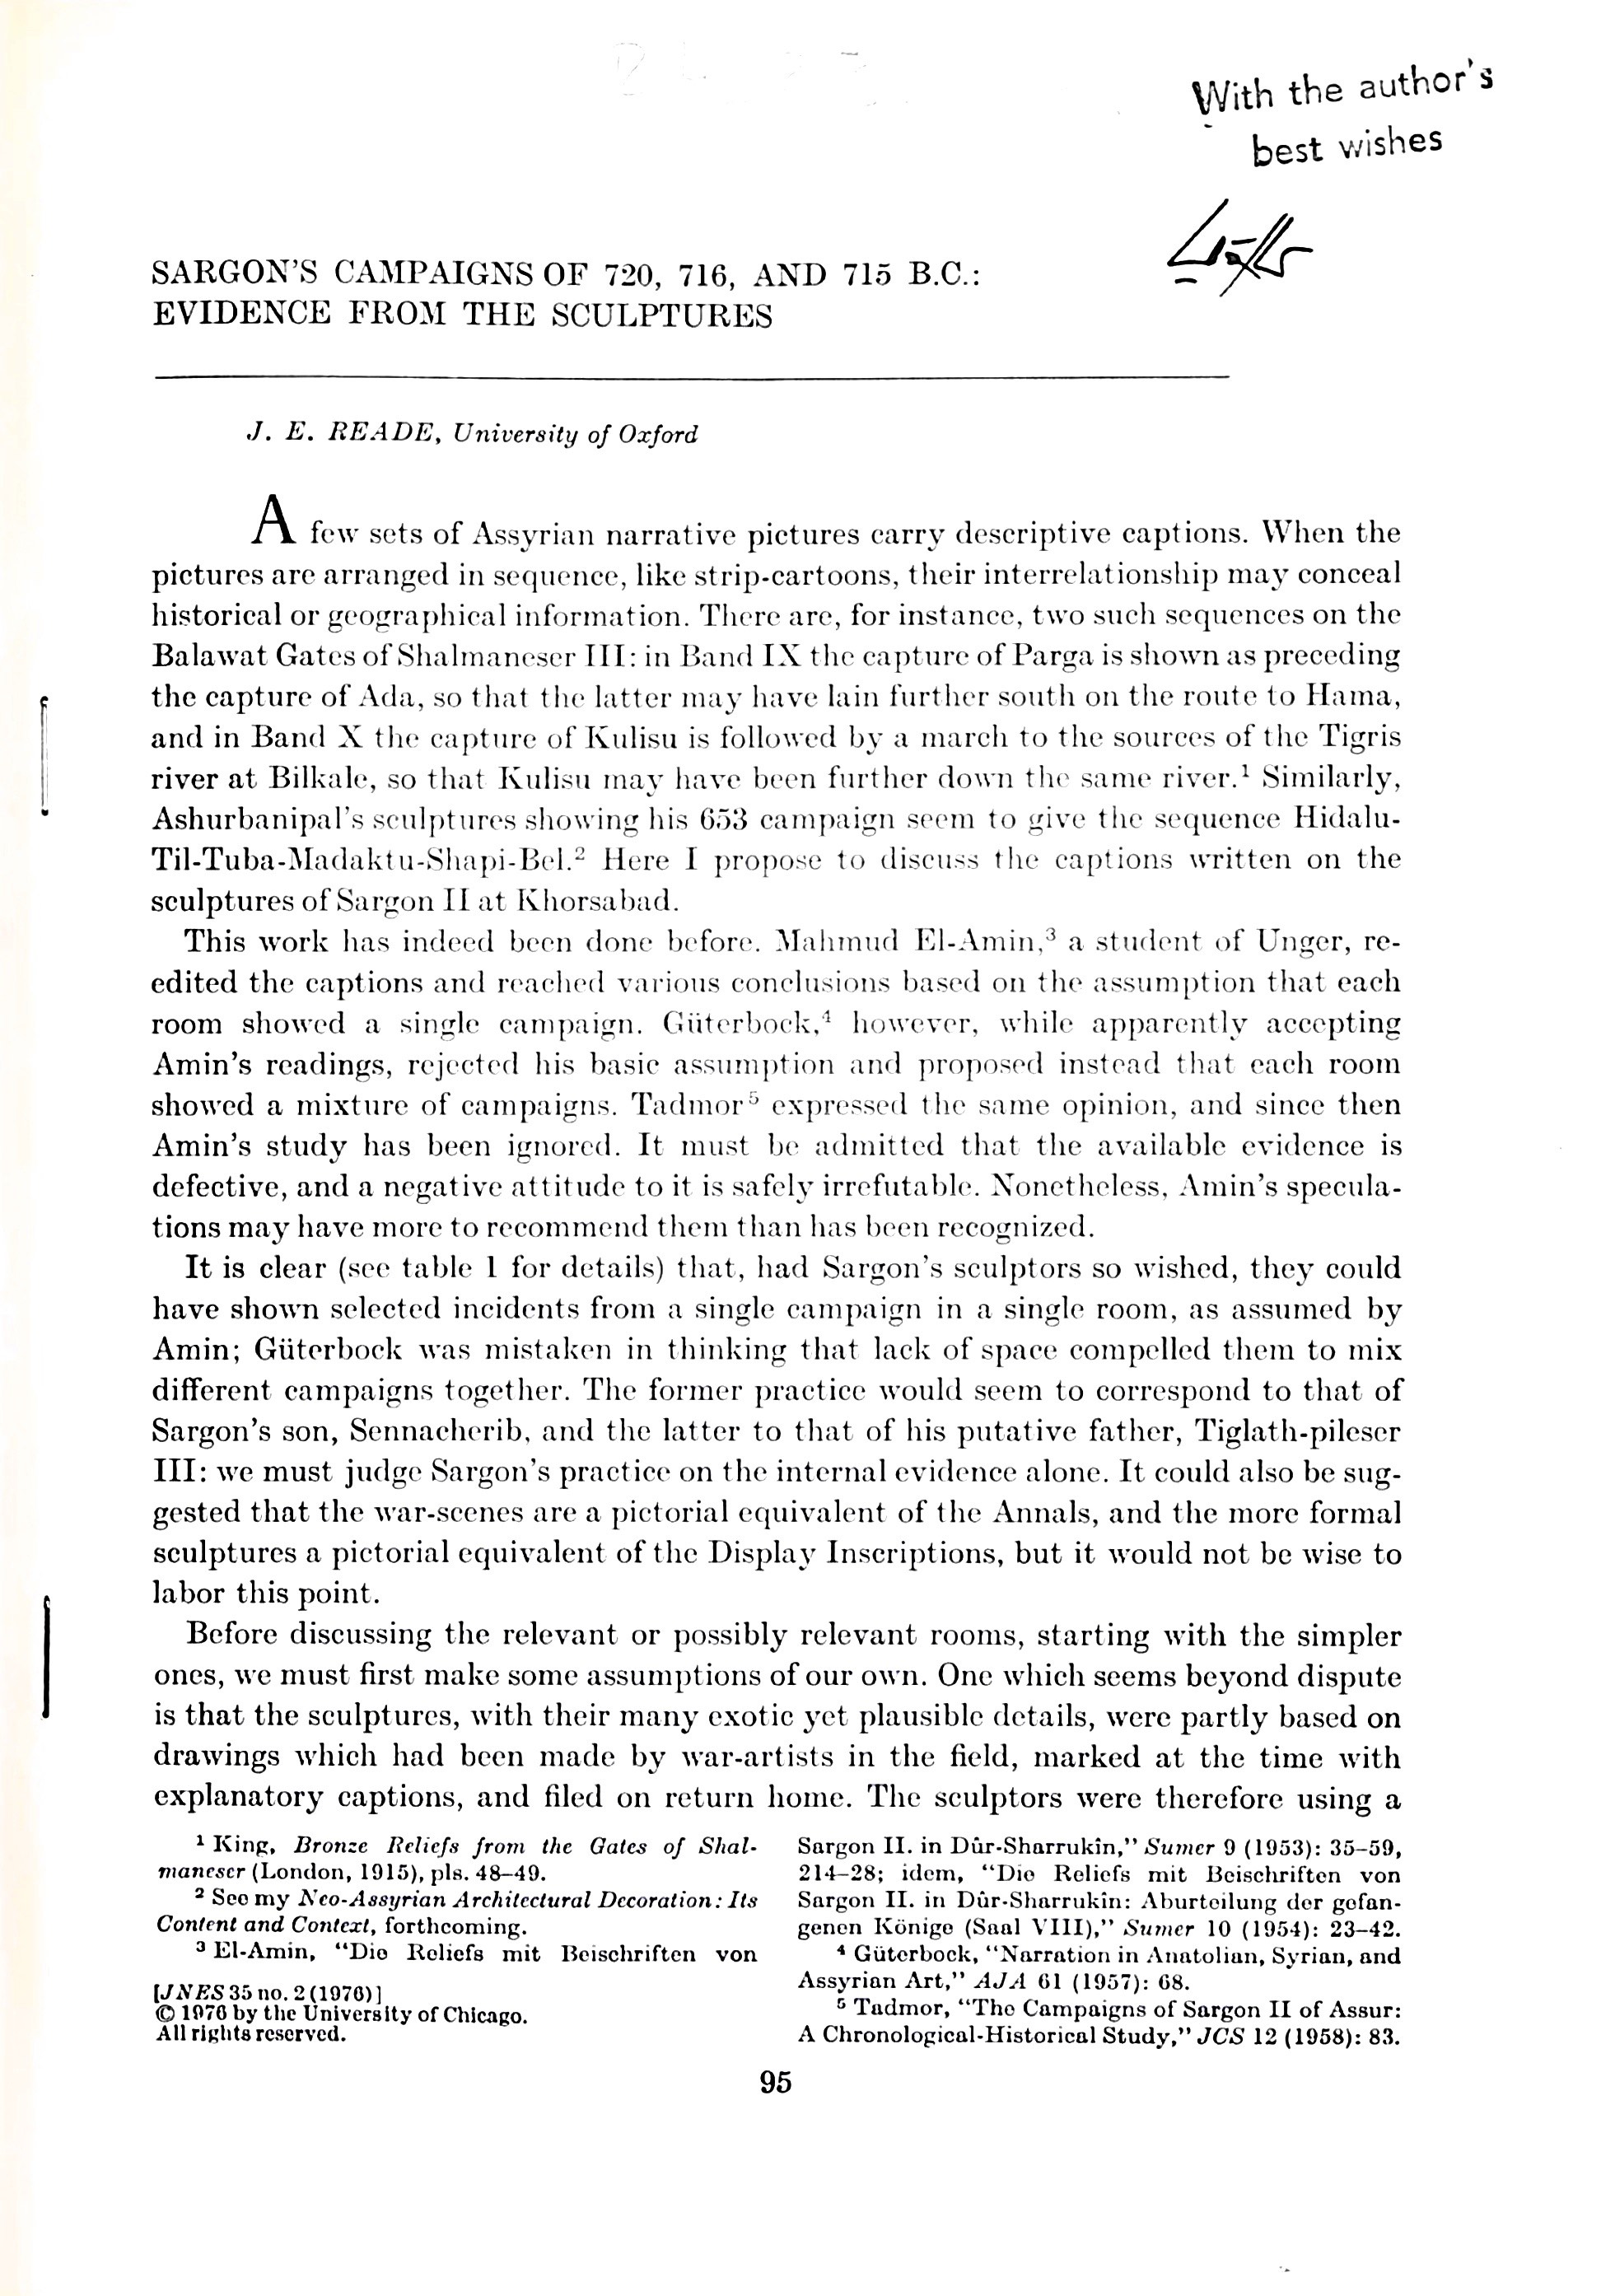 With the author's
best wishes
SARGON'S CAMPAIGNS OF 720, 716, AND 715 B.C.:
EVIDENCE FROM THE SCULPTURES
J. E. READE, University of Oxford
A few sets of Assyrian narrative pictures carry descriptive captions. When the
pictures are arranged in sequence, like strip-cartoons, their interrelationship may conceal
historical or geographical information. There are, for instance, two such sequences on the
Balawat Gates of Shalmaneser III: in Band IX the capture of Parga is shown as preceding
the capture of Ada, so that the latter may have lain further south on the route to Hama,
and in Band X the capture of Kulisu is followed by a march to the sources of the Tigris
river at Bilkale, so that Kulisu may have been further down the same river.¹ Similarly,
Ashurbanipal's sculptures showing his 653 campaign seem to give the sequence Hidalu-
Til-Tuba-Madaktu-Shapi-Bel.² Here I propose to discuss the captions written on the
sculptures of Sargon II at Khorsabad.
This work has indeed been done before. Mahmud El-Amin,³ a student of Unger, re-
edited the captions and reached various conclusions based on the assumption that each
room showed a single campaign. Güterbock,⁴ however, while apparently accepting
Amin's readings, rejected his basic assumption and proposed instead that each room
showed a mixture of campaigns. Tadmor⁵ expressed the same opinion, and since then
Amin's study has been ignored. It must be admitted that the available evidence is
defective, and a negative attitude to it is safely irrefutable. Nonetheless, Amin's specula-
tions may have more to recommend them than has been recognized.
It is clear (see table 1 for details) that, had Sargon's sculptors so wished, they could
have shown selected incidents from a single campaign in a single room, as assumed by
Amin; Güterbock was mistaken in thinking that lack of space compelled them to mix
different campaigns together. The former practice would seem to correspond to that of
Sargon's son, Sennacherib, and the latter to that of his putative father, Tiglath-pileser
III: we must judge Sargon's practice on the internal evidence alone. It could also be sug-
gested that the war-scenes are a pictorial equivalent of the Annals, and the more formal
sculptures a pictorial equivalent of the Display Inscriptions, but it would not be wise to
labor this point.
Before discussing the relevant or possibly relevant rooms, starting with the simpler
ones, we must first make some assumptions of our own. One which seems beyond dispute
is that the sculptures, with their many exotic yet plausible details, were partly based on
drawings which had been made by war-artists in the field, marked at the time with
explanatory captions, and filed on return home. The sculptors were therefore using a
¹ King, Bronze Reliefs from the Gates of Shal-
maneser (London, 1915), pls. 48–49.
² See my Neo-Assyrian Architectural Decoration: Its
Content and Context, forthcoming.
³ El-Amin, "Die Reliefs mit Beischriften von
[JNES 35 no. 2 (1976)]
© 1976 by the University of Chicago.
All rights reserved.
Sargon II. in Dûr-Sharrukîn," Sumer 9 (1953): 35–59,
214–28; idem, "Die Reliefs mit Beischriften von
Sargon II. in Dûr-Sharrukîn: Aburteilung der gefan-
genen Könige (Saal VIII)," Sumer 10 (1954): 23–42.
⁴ Güterbock, "Narration in Anatolian, Syrian, and
Assyrian Art," AJA 61 (1957): 68.
⁵ Tadmor, "The Campaigns of Sargon II of Assur:
A Chronological-Historical Study," JCS 12 (1958): 83.
95